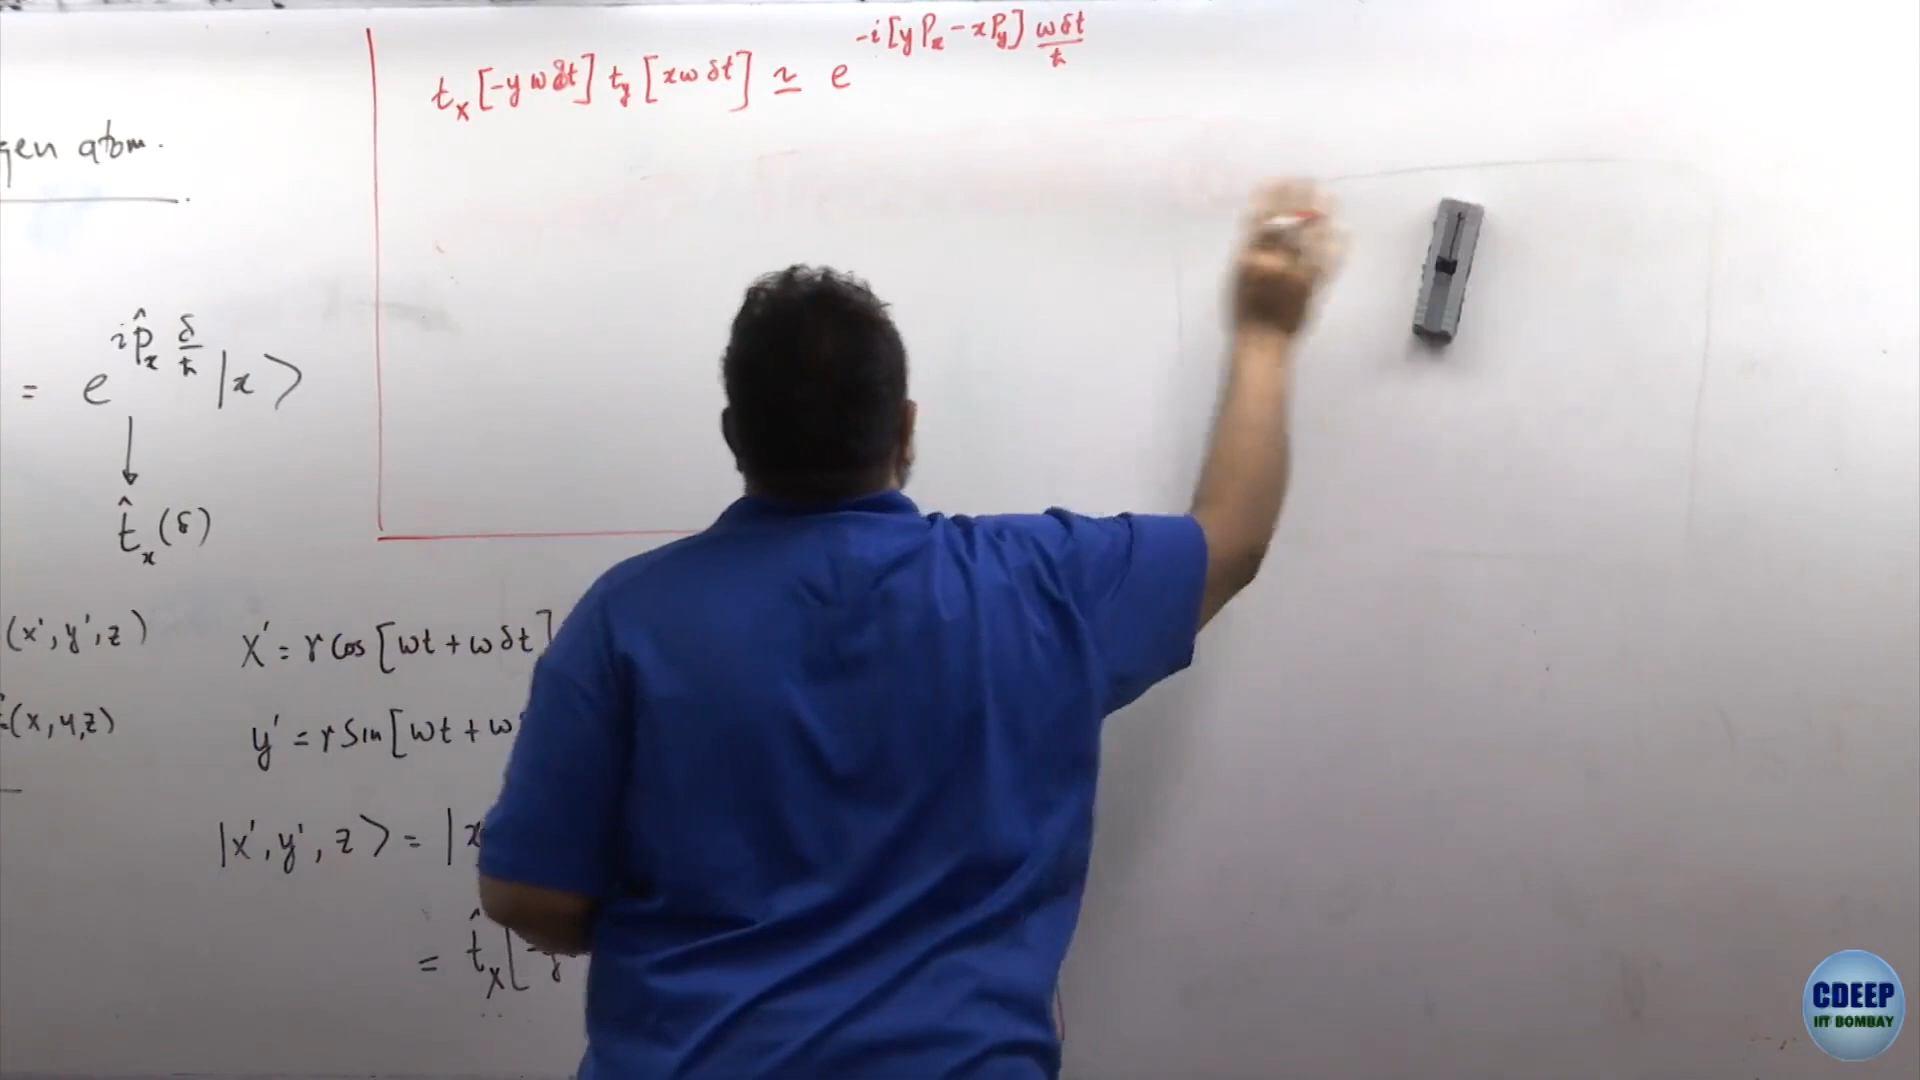 t_x [-y ω δt] t_y [x ω δt] ≃ e^{-i[y P_x - x P_y] ωδt/ħ}
gen atom.
= e^{i p̂_x δ/ħ} |x⟩
↓
t̂_x (δ)
(x', y', z)
x' = r Cos [ωt + ω δt]
=(x, y, z)
y' = r Sin [ωt + ω
|x', y', z⟩ = |x
= t̂_x [-y
CDEEP
IIT BOMBAY